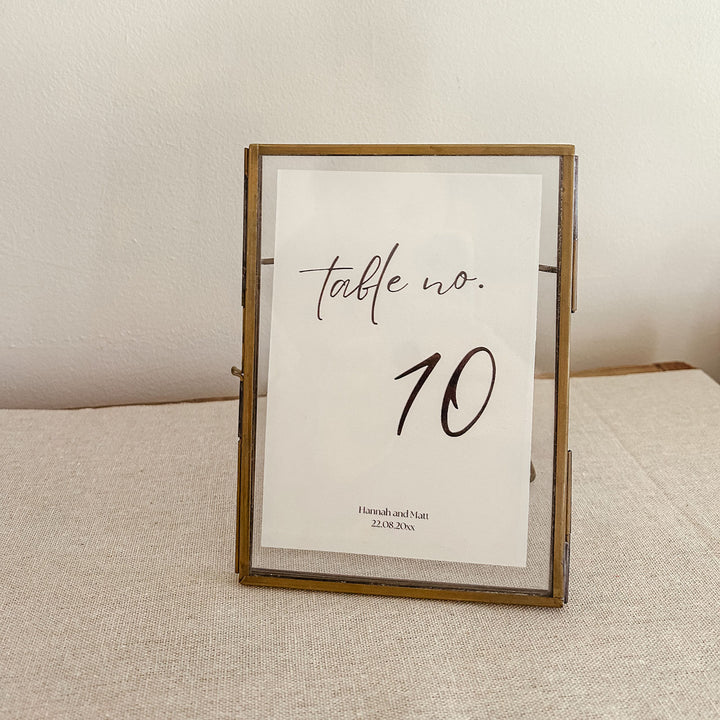 table no.
10
Hannah and Matt
22.08.20xx